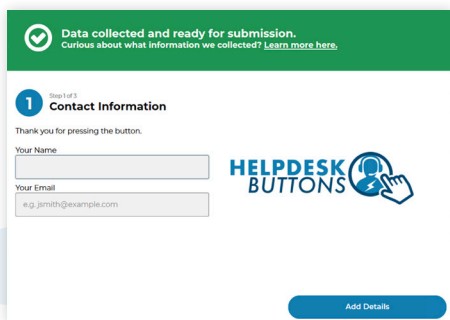 Data collected and ready for submission.
Curious about what information we collected? Learn more here.
1
Step 1 of 3
Contact Information
Thank you for pressing the button.
Your Name
Your Email
e.g. jsmith@example.com
HELPDESK
BUTTONS
Add Details